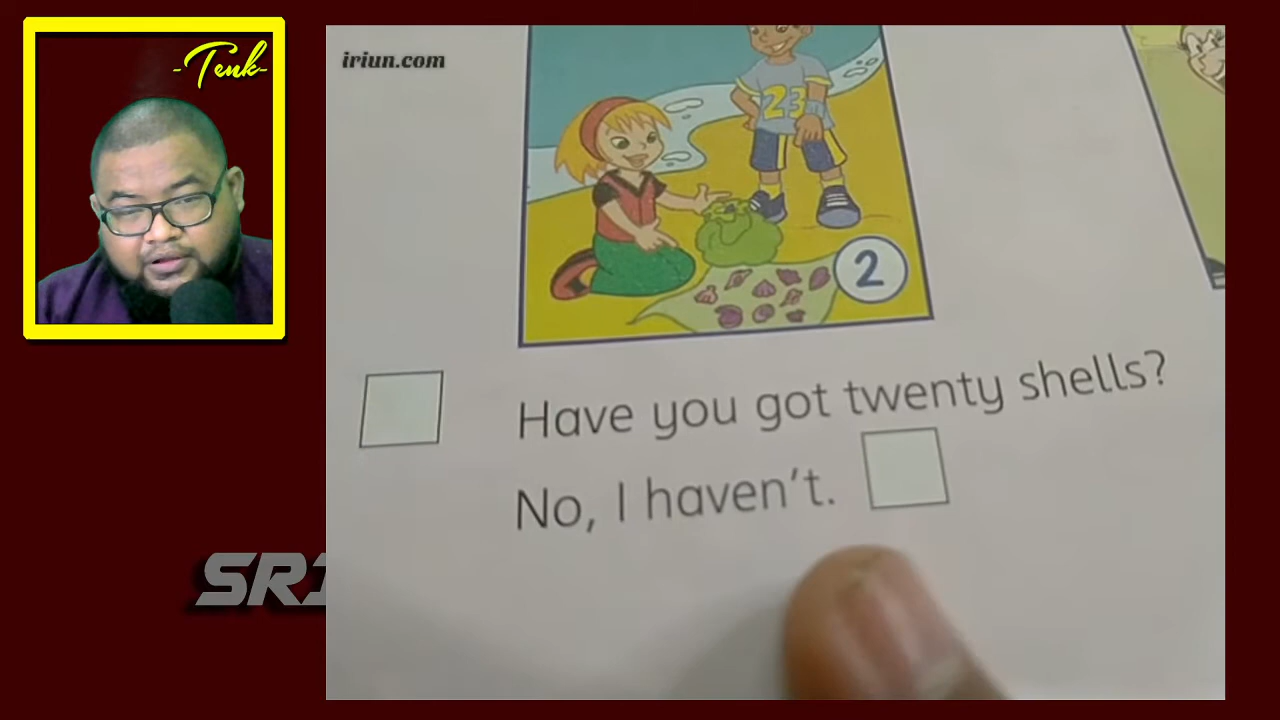 -Tenk-
iriun.com
23
2
Have you got twenty shells?
No, I haven't.